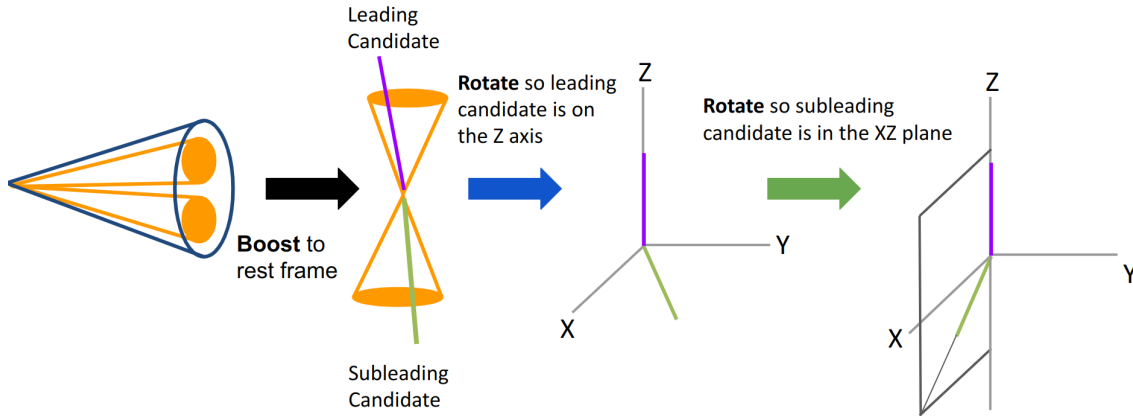 Leading
Candidate
Boost to
rest frame
Subleading
Candidate
Rotate so leading
candidate is on
the Z axis
Z
Y
X
Rotate so subleading
candidate is in the XZ plane
Z
Y
X